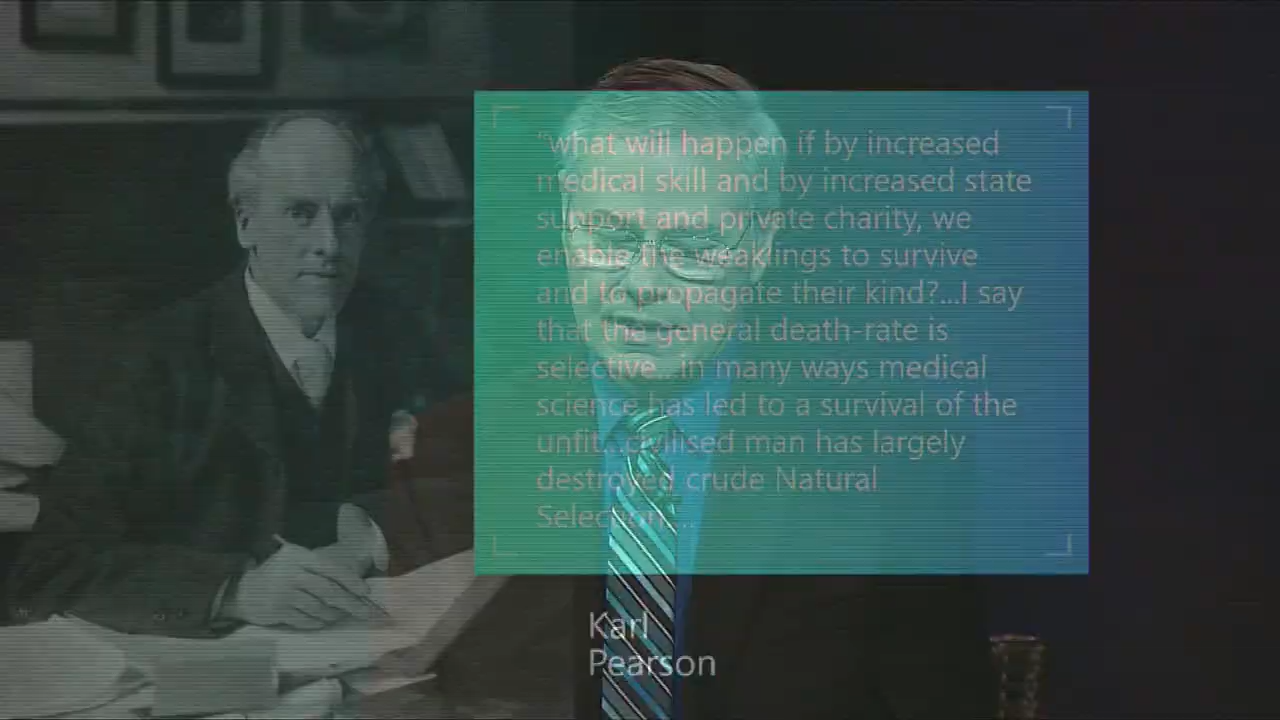 "what will happen if by increased
medical skill and by increased state
support and private charity, we
enable the weaklings to survive
and to propagate their kind?...I say
that the general death-rate is
selective...in many ways medical
science has led to a survival of the
unfit...civilised man has largely
destroyed crude Natural
Selection...
Karl
Pearson